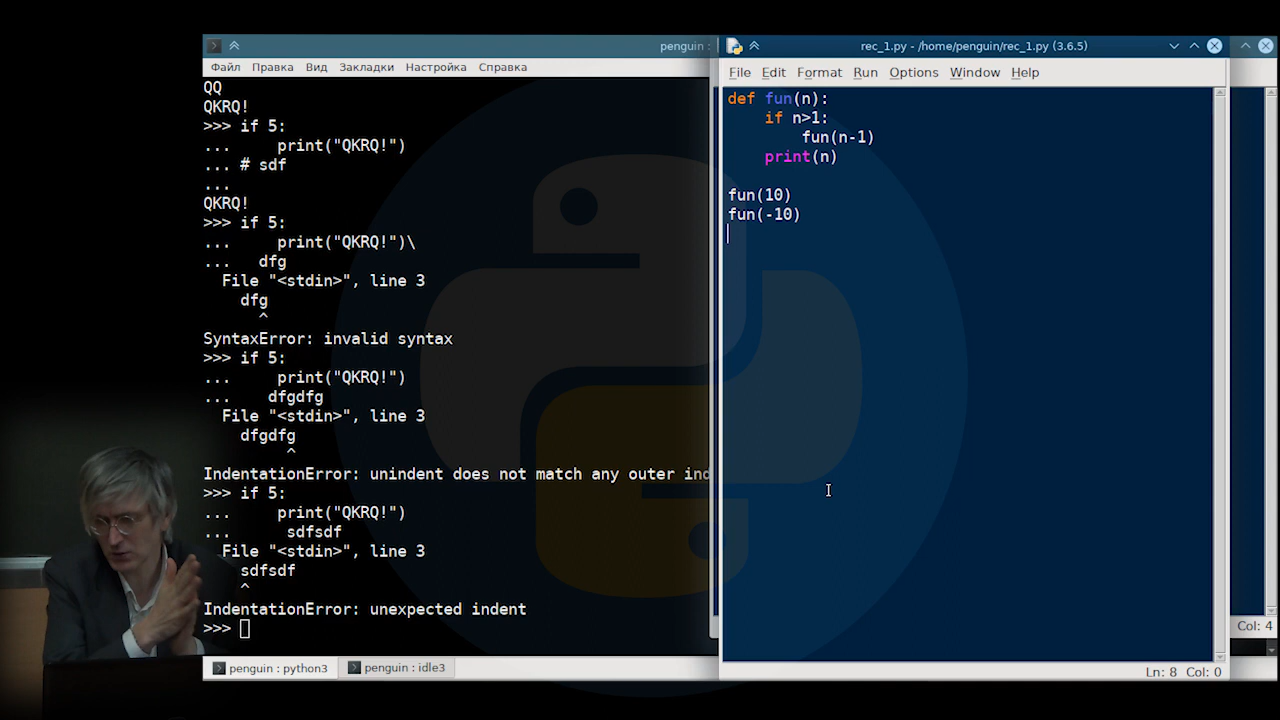 penguin :
Файл Правка Вид Закладки Настройка Справка
QQ
QKRQ!
>>> if 5:
...     print("QKRQ!")
... # sdf
...
QKRQ!
>>> if 5:
...     print("QKRQ!")\
...   dfg
  File "<stdin>", line 3
    dfg
      ^
SyntaxError: invalid syntax
>>> if 5:
...     print("QKRQ!")
...    dfgdfg
  File "<stdin>", line 3
    dfgdfg
         ^
IndentationError: unindent does not match any outer ind
>>> if 5:
...     print("QKRQ!")
...      sdfsdf
  File "<stdin>", line 3
    sdfsdf
    ^
IndentationError: unexpected indent
>>>
penguin : python3 penguin : idle3
rec_1.py - /home/penguin/rec_1.py (3.6.5)
File Edit Format Run Options Window Help
def fun(n):
    if n>1:
        fun(n-1)
    print(n)
fun(10)
fun(-10)
Ln: 8 Col: 0
Col: 4